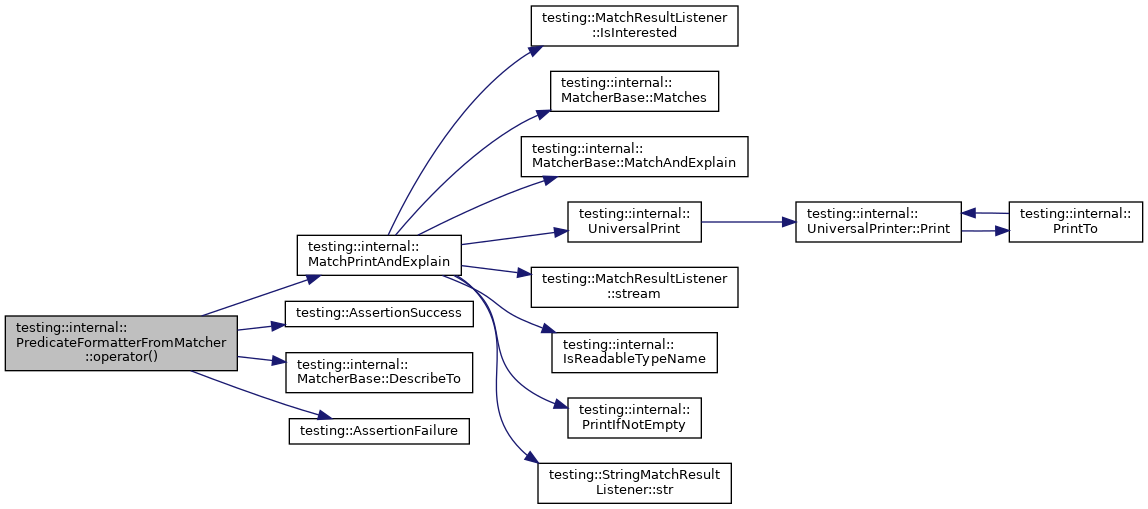 testing::MatchResultListener
::IsInterested
testing::internal::
MatcherBase::Matches
testing::internal::
MatcherBase::MatchAndExplain
testing::internal::
UniversalPrint
testing::internal::
UniversalPrinter::Print
testing::internal::
PrintTo
testing::internal::
MatchPrintAndExplain
testing::MatchResultListener
::stream
testing::AssertionSuccess
testing::internal::
PredicateFormatterFromMatcher
::operator()
testing::internal::
IsReadableTypeName
testing::internal::
MatcherBase::DescribeTo
testing::internal::
PrintIfNotEmpty
testing::AssertionFailure
testing::StringMatchResult
Listener::str